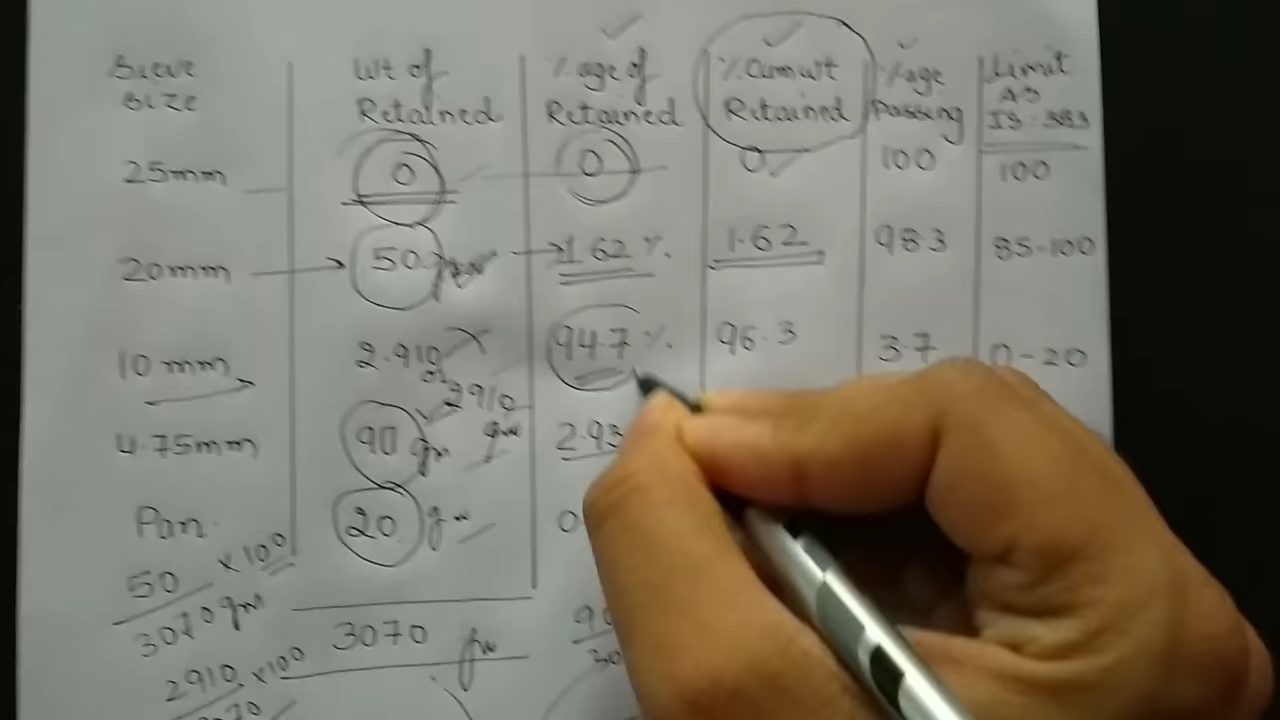 Sieve Size | Wt of Retained | %age of Retained | % Cumult Retained | %age Passing | Limit As IS-383
25mm | 0 | 0 | 0 | 100 | 100
20mm | 50 gm | 1.62 % | 1.62 | 98.3 | 85-100
10 mm | 2.910 or 2910 gm | 94.7 % | 96.3 | 3.7 | 0-20
4.75mm | 90 gm | 2.93
Pan | 20 gm | 0
50 × 100
3070 gm
3070 gm
2910 × 100
3070